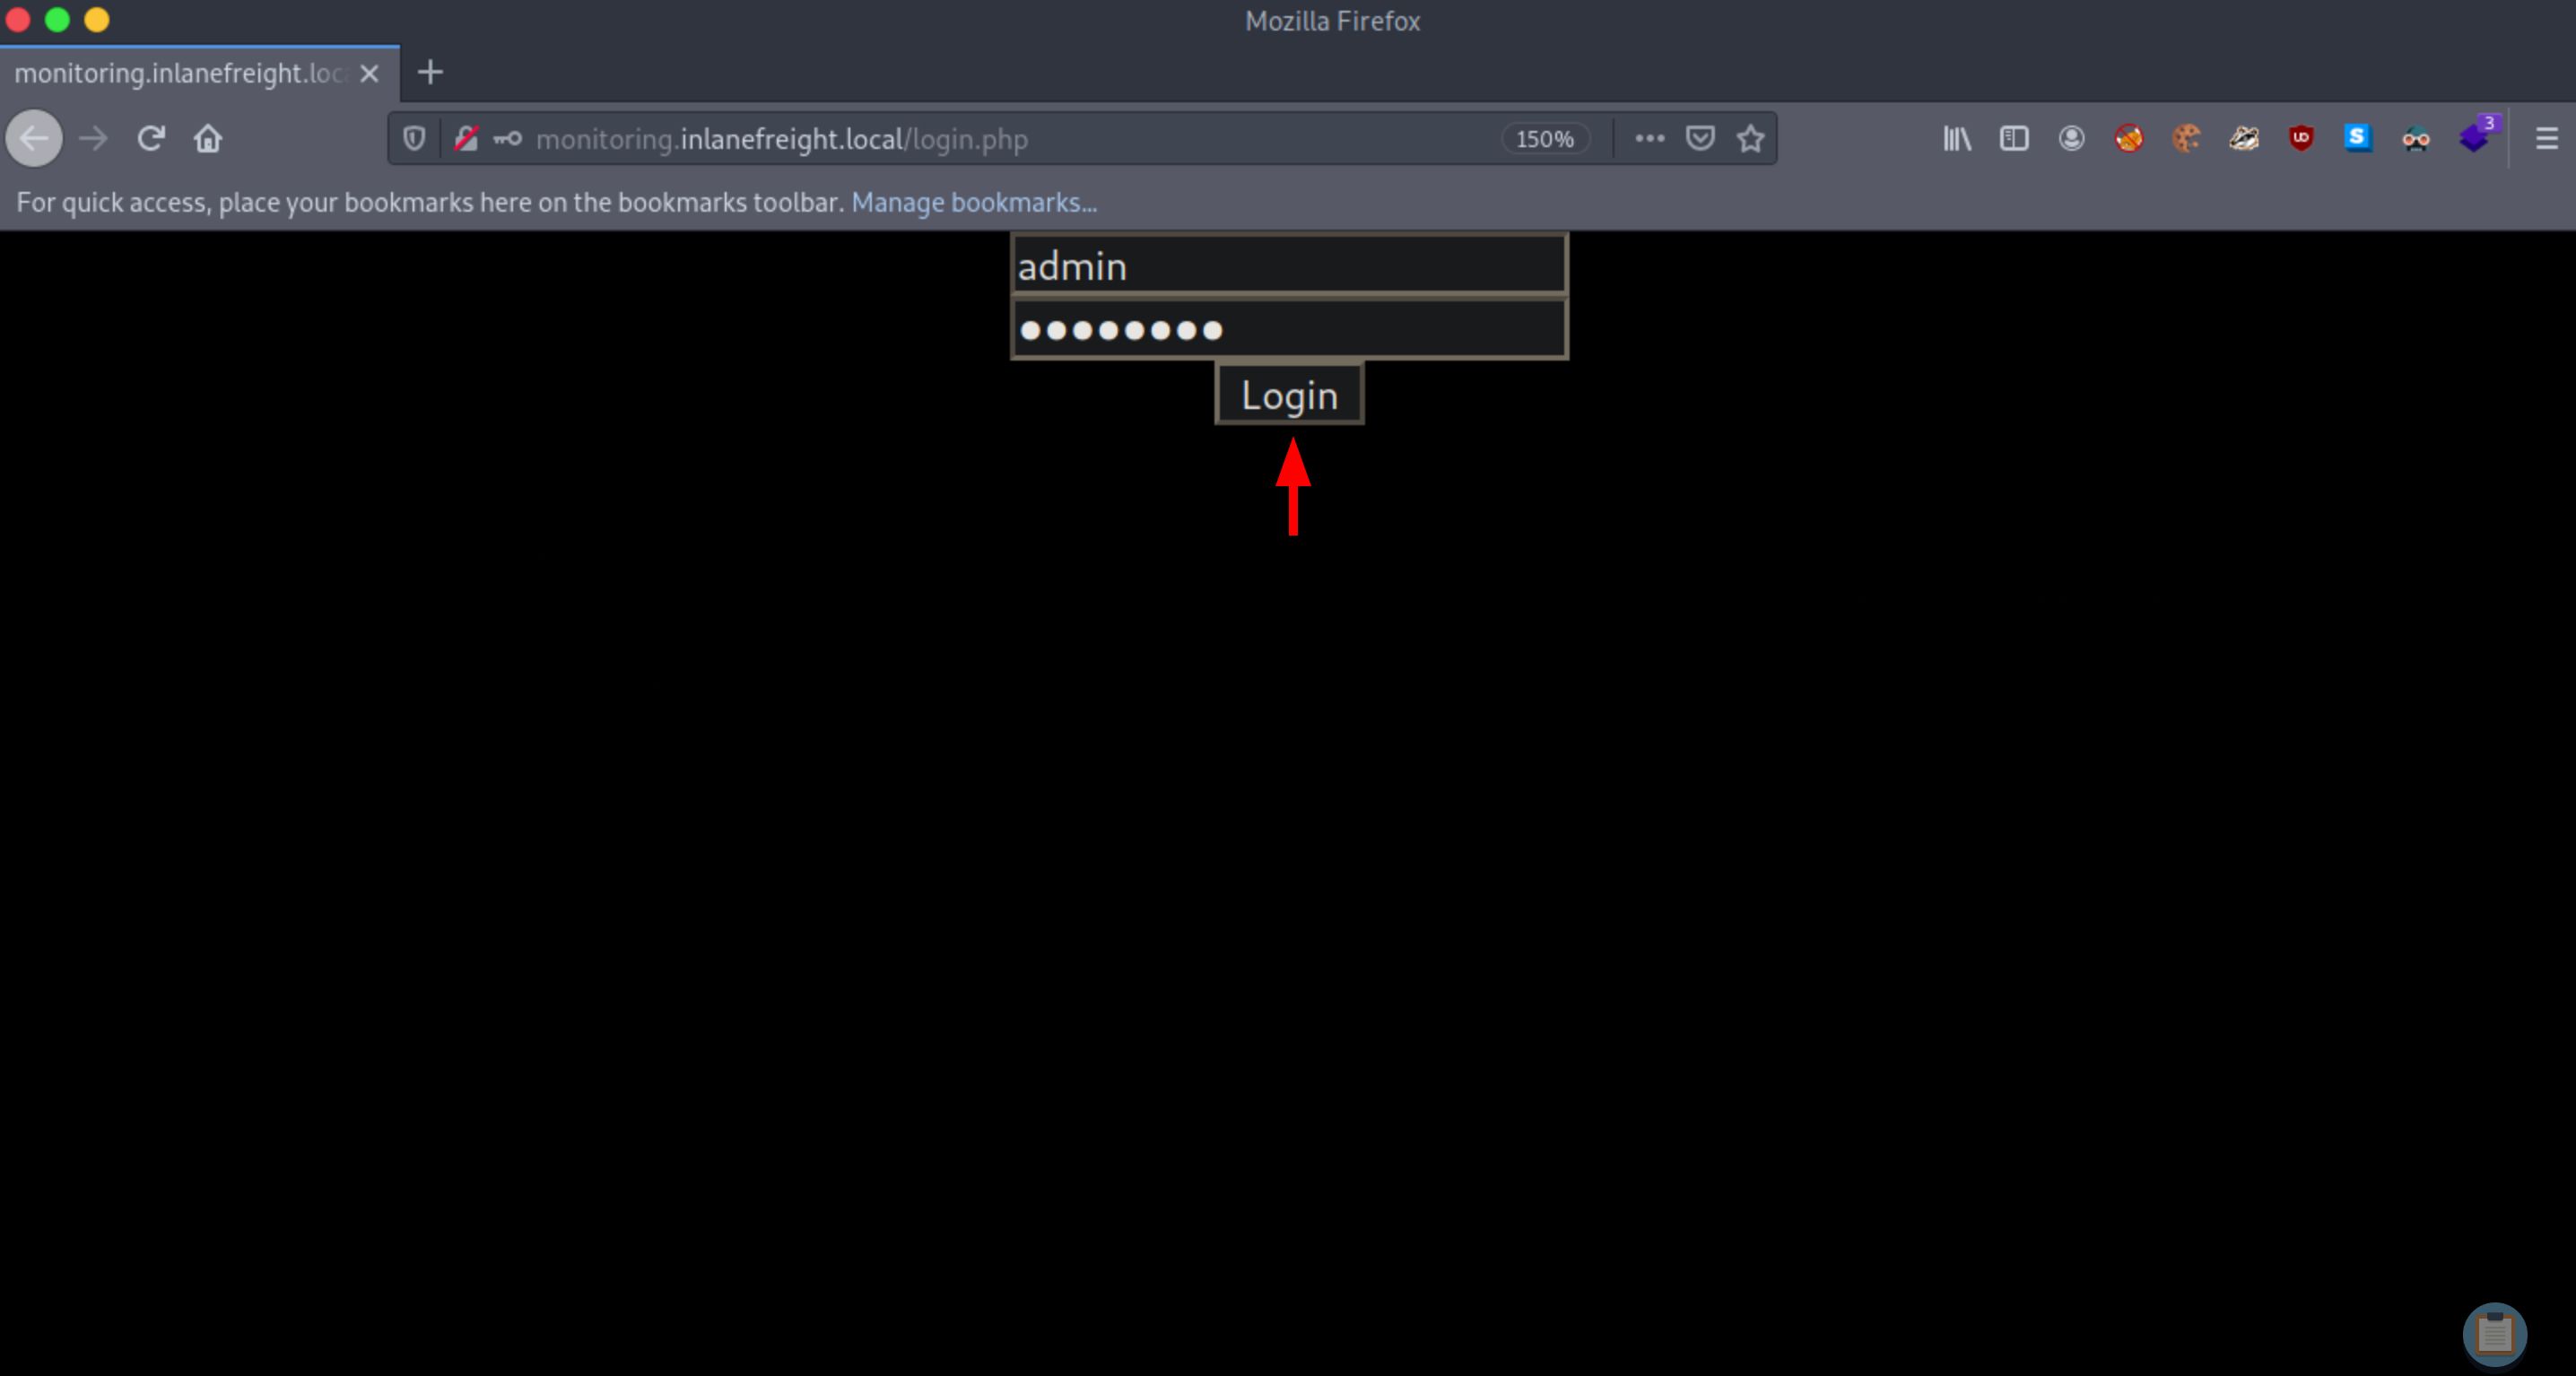 Mozilla Firefox
monitoring.inlanefreight.loc
monitoring.inlanefreight.local/login.php
150%
3
For quick access, place your bookmarks here on the bookmarks toolbar. Manage bookmarks...
admin
●●●●●●●●
Login